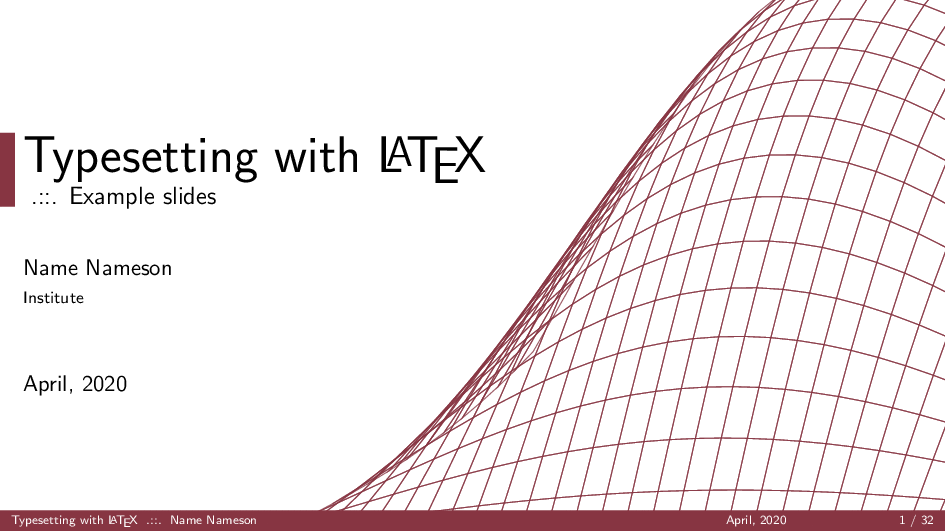 Typesetting with LATEX
.::. Example slides
Name Nameson
Institute
April, 2020
Typesetting with LATEX .::. Name Nameson
April, 2020
1 / 32